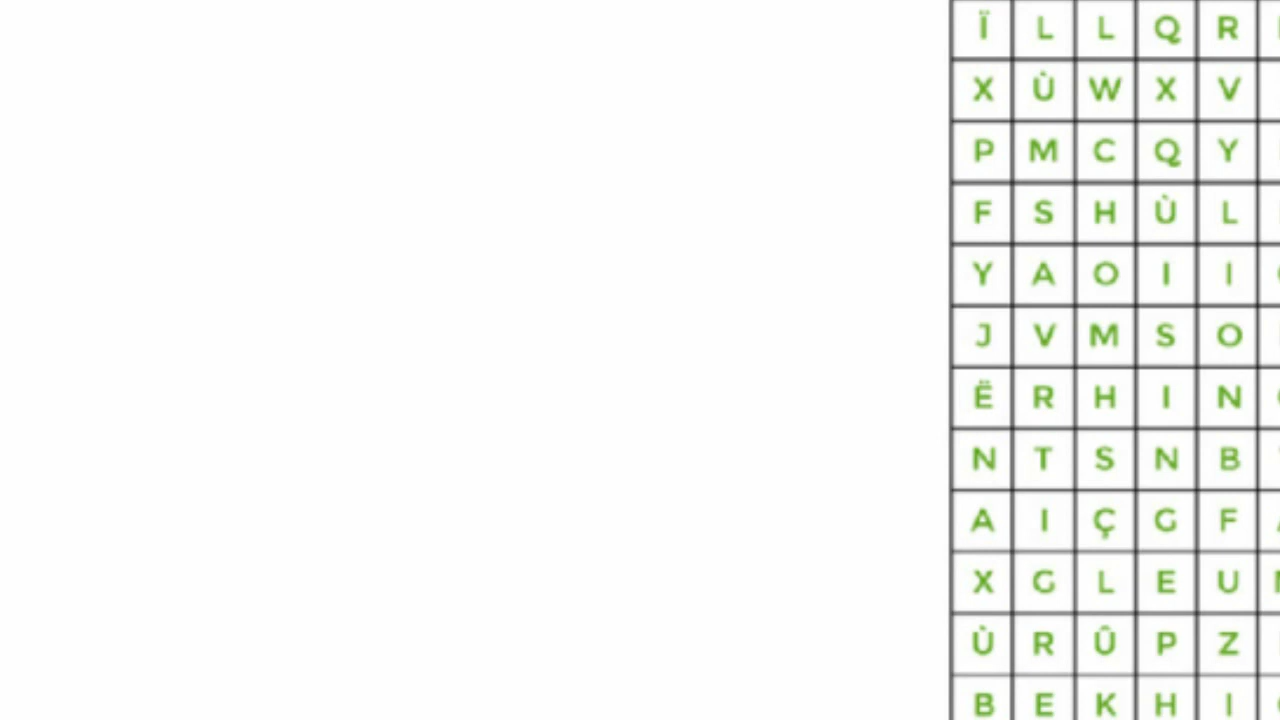 Ï L L Q R
X Ù W X V
P M C Q Y
F S H Ù L
Y A O I I
J V M S O
Ë R H I N
N T S N B
A I Ç G F
X G L E U
Ù R Û P Z
B E K H I